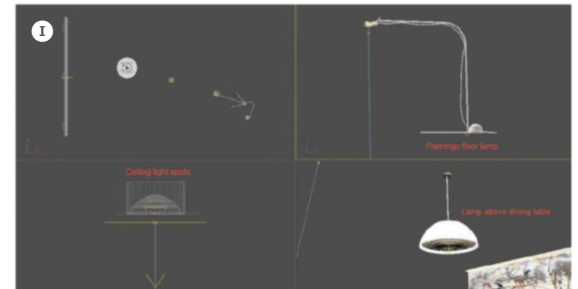 I
Flamingo floor lamp
Ceiling light spots
Lamp above dining table